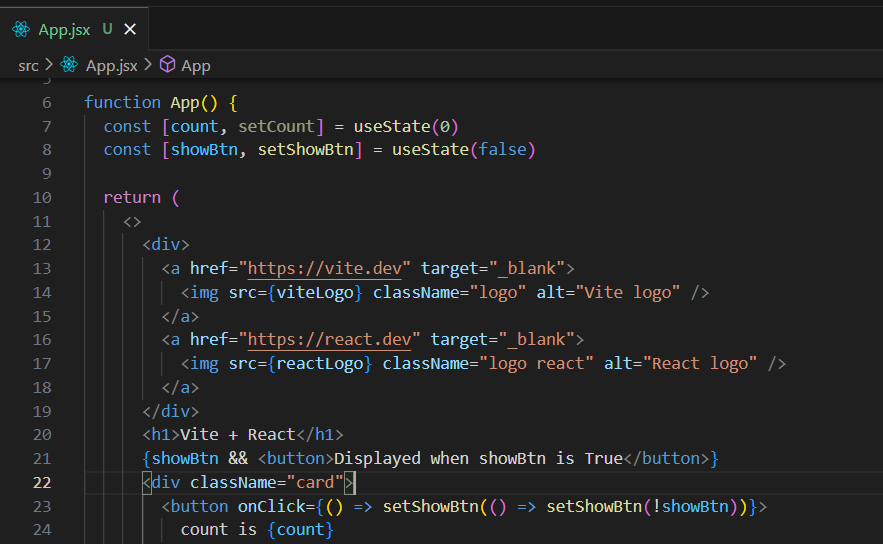 App.jsx U
src > App.jsx > App
5
6 function App() {
7 const [count, setCount] = useState(0)
8 const [showBtn, setShowBtn] = useState(false)
9
10 return (
11 <>
12 <div>
13 <a href="https://vite.dev" target="_blank">
14 <img src={viteLogo} className="logo" alt="Vite logo" />
15 </a>
16 <a href="https://react.dev" target="_blank">
17 <img src={reactLogo} className="logo react" alt="React logo" />
18 </a>
19 </div>
20 <h1>Vite + React</h1>
21 {showBtn && <button>Displayed when showBtn is True</button>}
22 <div className="card">
23 <button onClick={() => setShowBtn(() => setShowBtn(!showBtn))}>
24 count is {count}